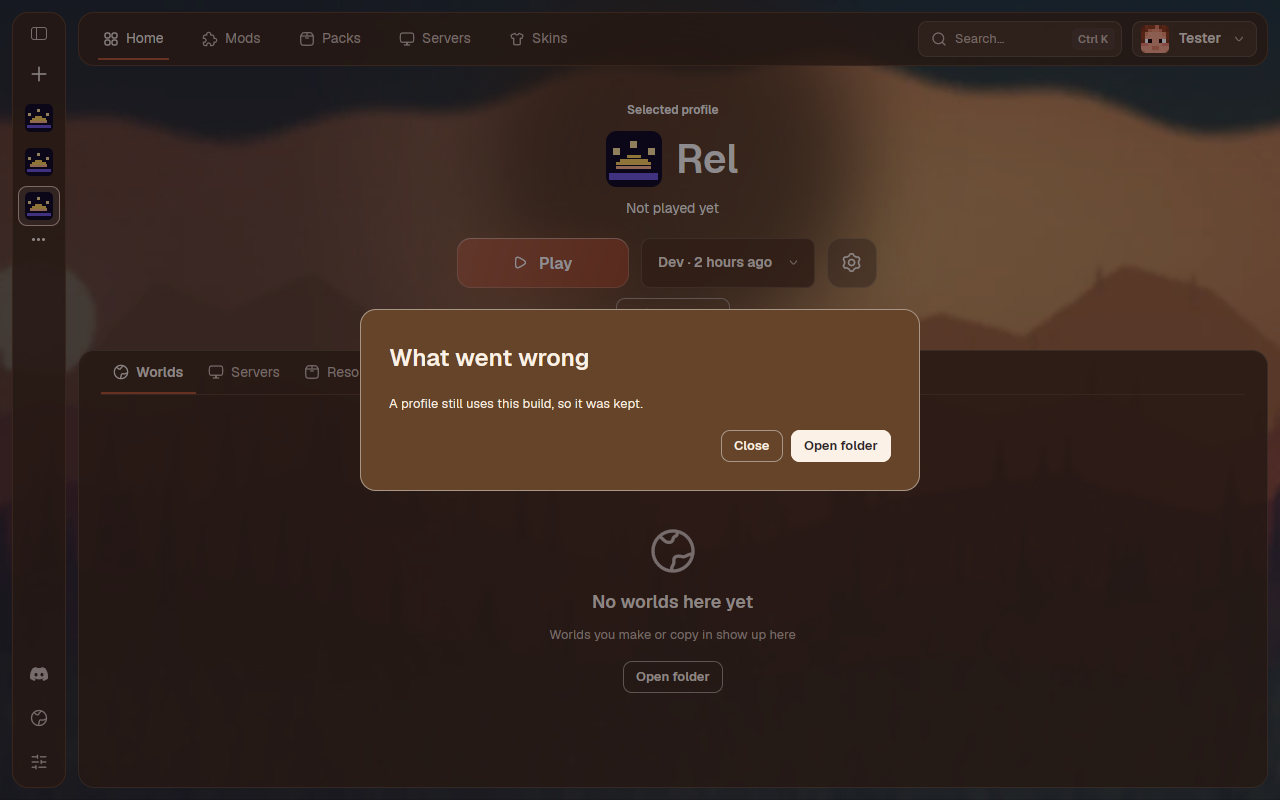 Home
Mods
Packs
Servers
Skins
Search...
Ctrl K
Tester
Selected profile
Rel
Not played yet
Play
Dev · 2 hours ago
Worlds
Servers
Reso
What went wrong
A profile still uses this build, so it was kept.
Close
Open folder
No worlds here yet
Worlds you make or copy in show up here
Open folder